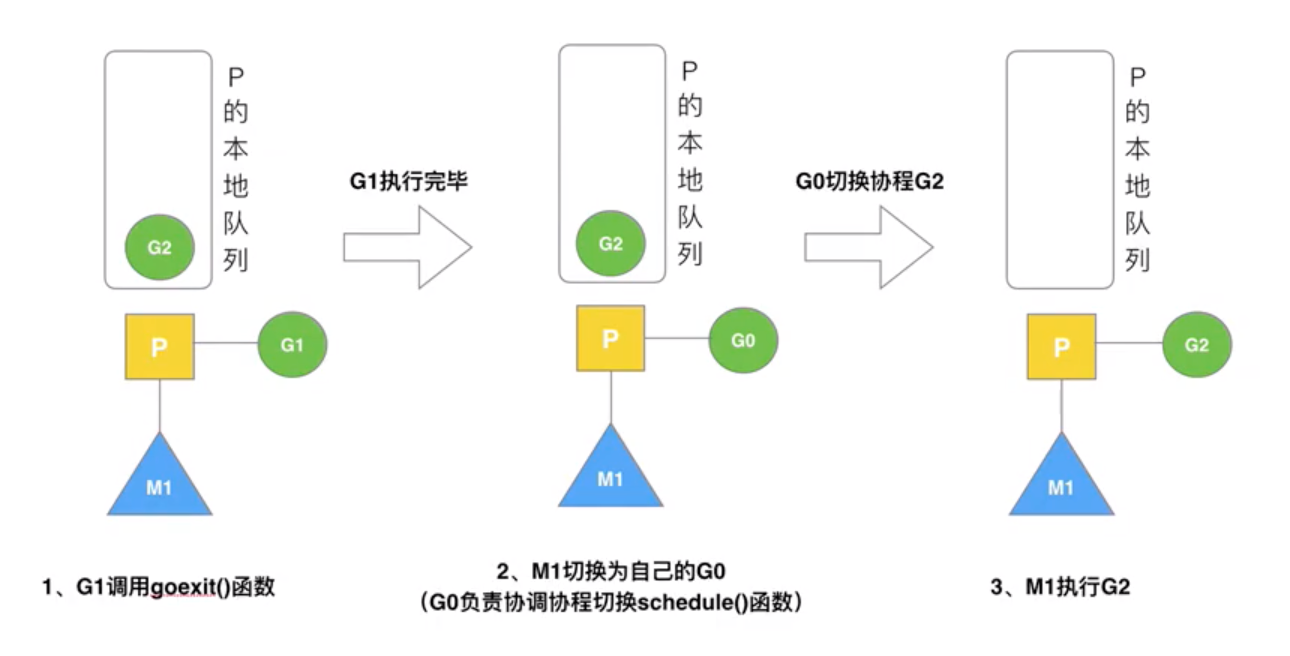 P的本地队列
G2
P
G1
M1
1、G1调用goexit()函数
G1执行完毕
P的本地队列
G2
P
G0
M1
2、M1切换为自己的G0
（G0负责协调协程切换schedule()函数）
G0切换协程G2
P的本地队列
P
G2
M1
3、M1执行G2